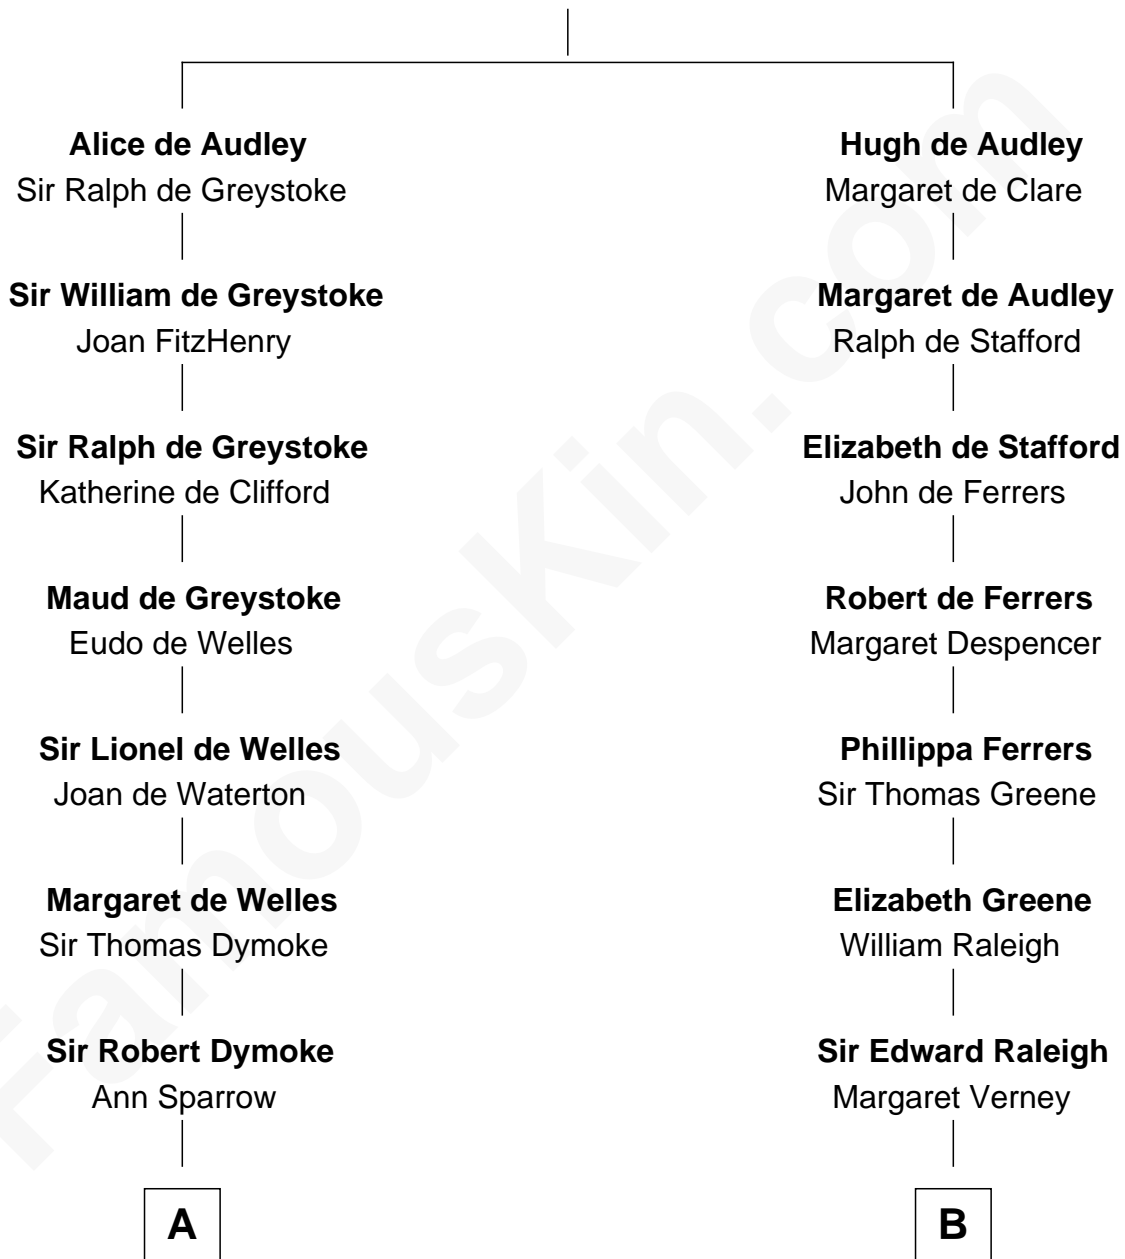 Alice de Audley
Sir Ralph de Greystoke
Sir William de Greystoke
Joan FitzHenry
Sir Ralph de Greystoke
Katherine de Clifford
Maud de Greystoke
Eudo de Welles
Sir Lionel de Welles
Joan de Waterton
Margaret de Welles
Sir Thomas Dymoke
Sir Robert Dymoke
Ann Sparrow
A
Hugh de Audley
Margaret de Clare
Margaret de Audley
Ralph de Stafford
Elizabeth de Stafford
John de Ferrers
Robert de Ferrers
Margaret Despencer
Phillippa Ferrers
Sir Thomas Greene
Elizabeth Greene
William Raleigh
Sir Edward Raleigh
Margaret Verney
B
FamousKin.com